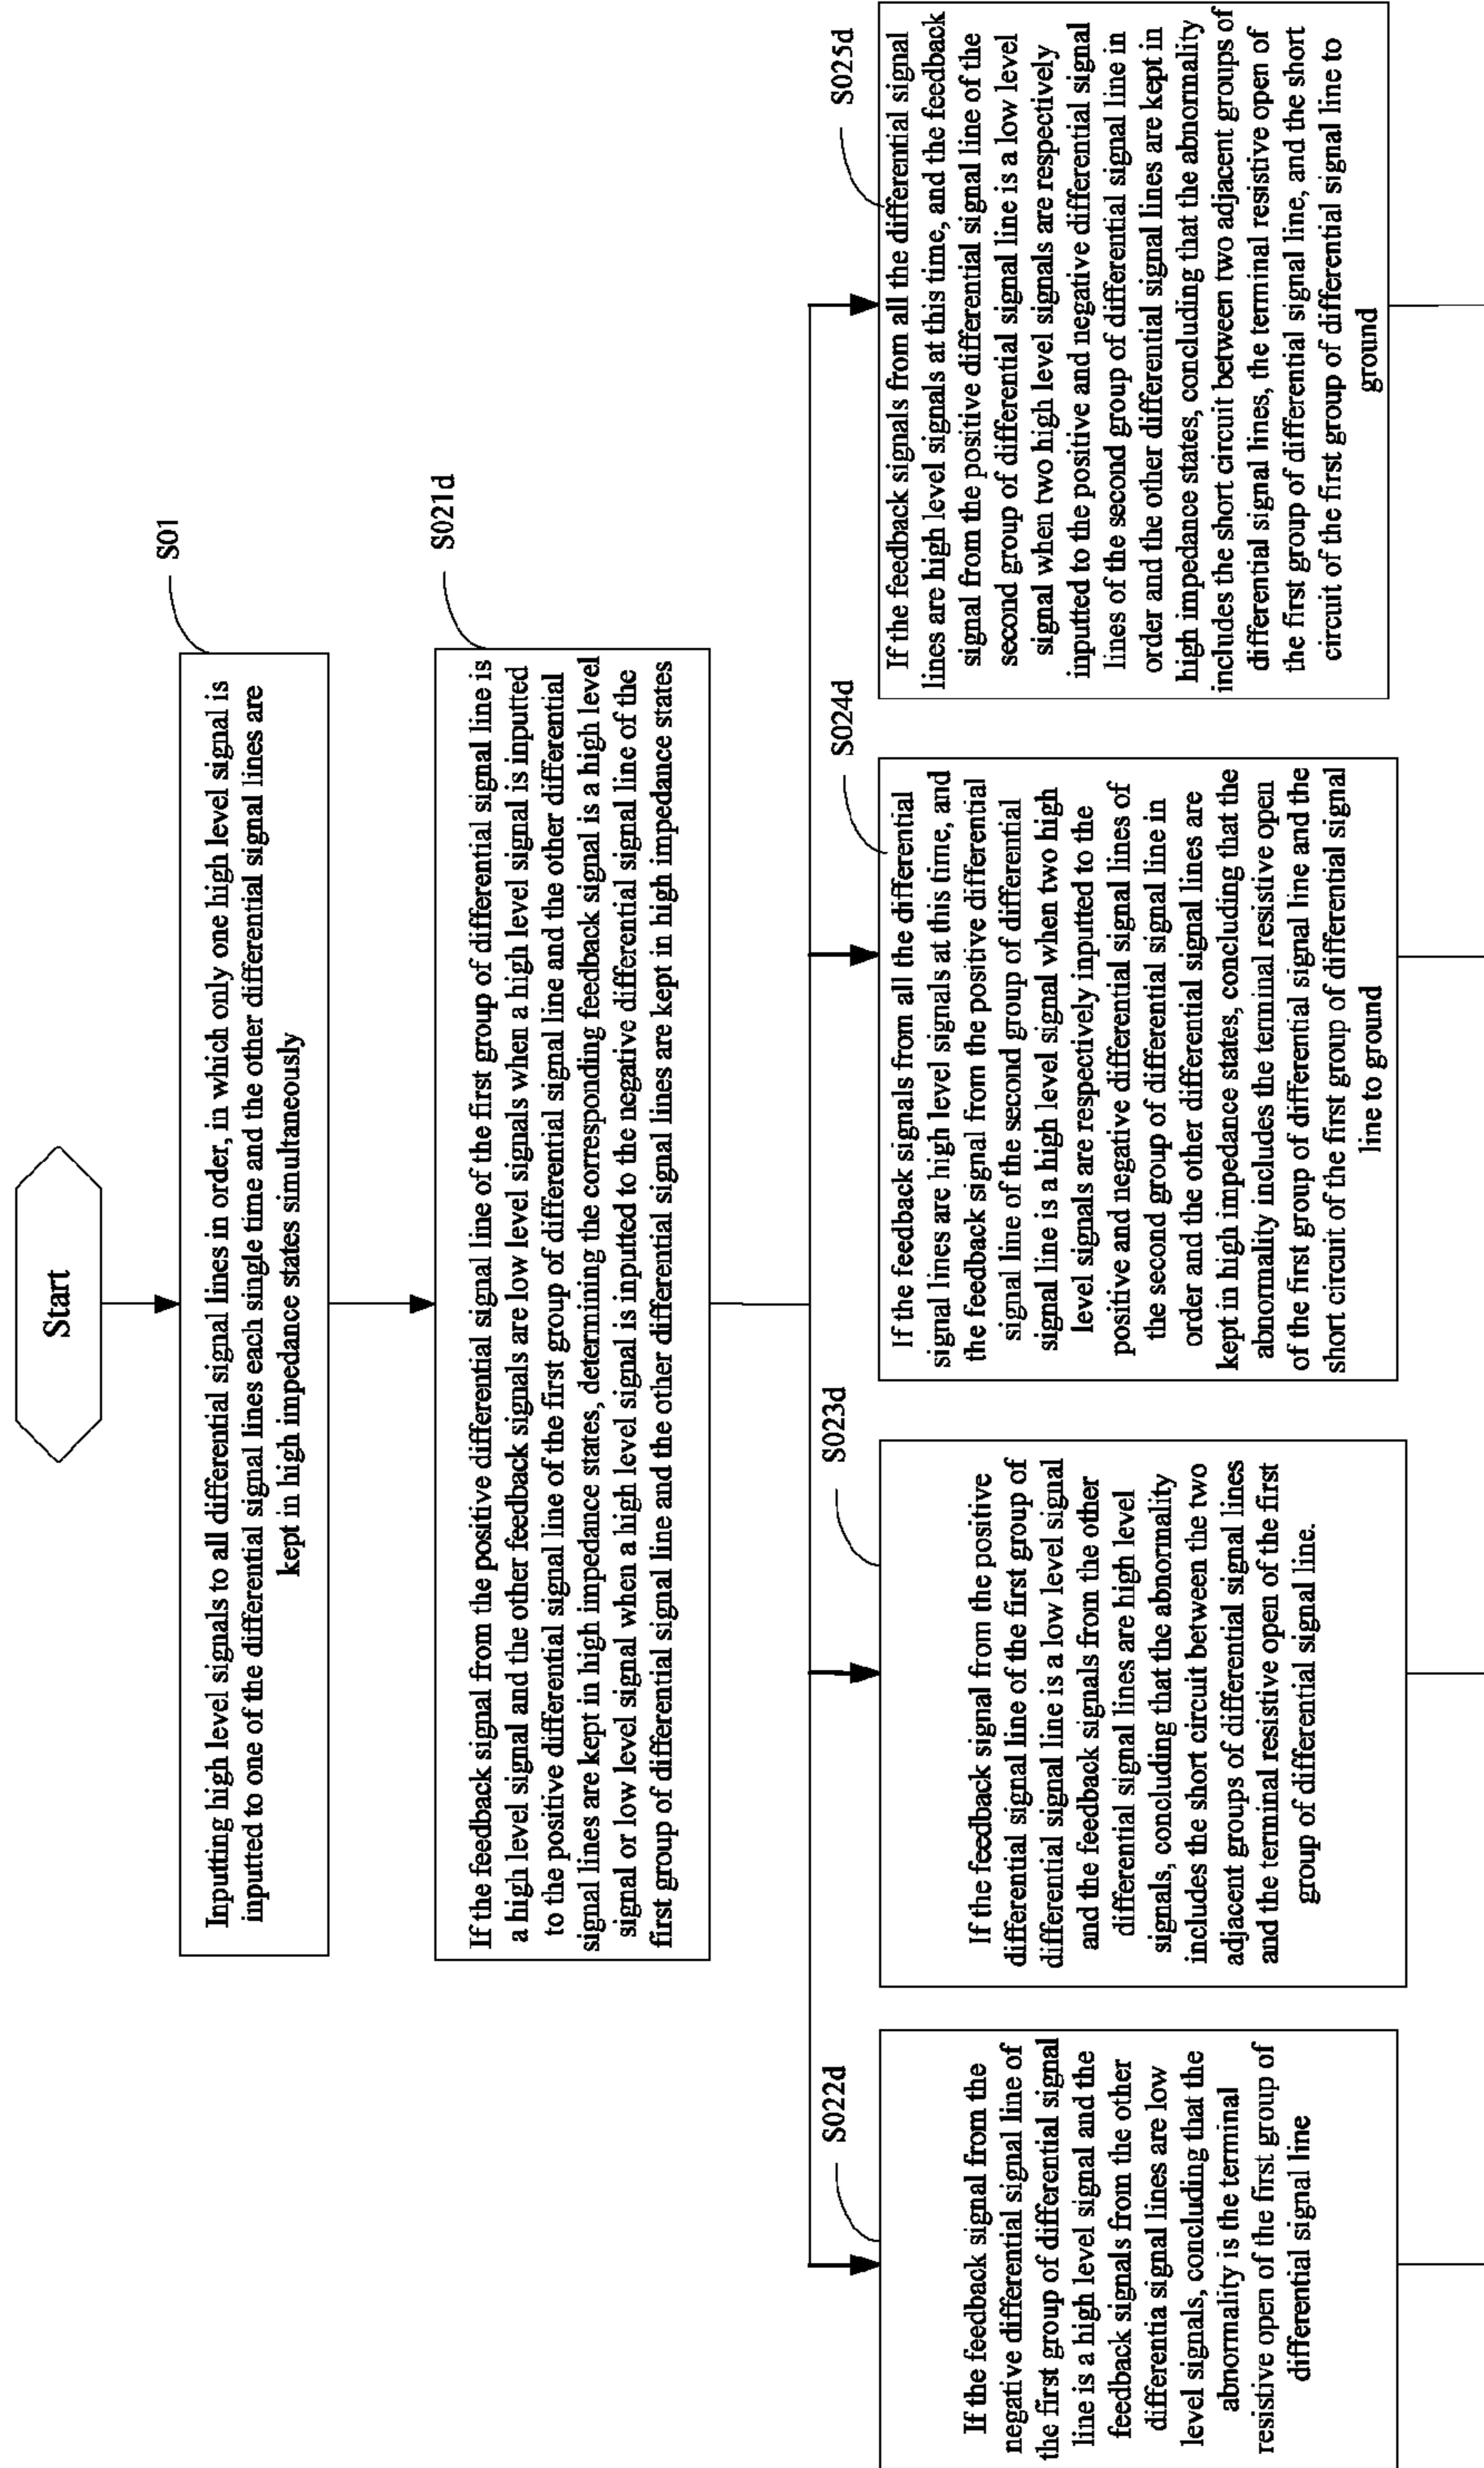 Start
S01
Inputting high level signals to all differential signal lines in order, in which only one high level signal is
inputted to one of the differential signal lines each single time and the other differential signal lines are
kept in high impedance states simultaneously
S021d
If the feedback signal from the positive differential signal line of the first group of differential signal line is
a high level signal and the other feedback signals are low level signals when a high level signal is inputted
to the positive differential signal line of the first group of differential signal line and the other differential
signal lines are kept in high impedance states, determining the corresponding feedback signal is a high level
signal or low level signal when a high level signal is inputted to the negative differential signal line of the
first group of differential signal line and the other differential signal lines are kept in high impedance states
S022d
If the feedback signal from the
negative differential signal line of
the first group of differential signal
line is a high level signal and the
feedback signals from the other
differentia signal lines are low
level signals, concluding that the
abnormality is the terminal
resistive open of the first group of
differential signal line
S023d
If the feedback signal from the positive
differential signal line of the first group of
differential signal line is a low level signal
and the feedback signals from the other
differential signal lines are high level
signals, concluding that the abnormality
includes the short circuit between the two
adjacent groups of differential signal lines
and the terminal resistive open of the first
group of differential signal line.
S024d
If the feedback signals from all the differential
signal lines are high level signals at this time, and
the feedback signal from the positive differential
signal line of the second group of differential
signal line is a high level signal when two high
level signals are respectively inputted to the
positive and negative differential signal lines of
the second group of differential signal line in
order and the other differential signal lines are
kept in high impedance states, concluding that the
abnormality includes the terminal resistive open
of the first group of differential signal line and the
short circuit of the first group of differential signal
line to ground
S025d
If the feedback signals from all the differential signal
lines are high level signals at this time, and the feedback
signal from the positive differential signal line of the
second group of differential signal line is a low level
signal when two high level signals are respectively
inputted to the positive and negative differential signal
lines of the second group of differential signal line in
order and the other differential signal lines are kept in
high impedance states, concluding that the abnormality
includes the short circuit between two adjacent groups of
differential signal lines, the terminal resistive open of
the first group of differential signal line, and the short
circuit of the first group of differential signal line to
ground